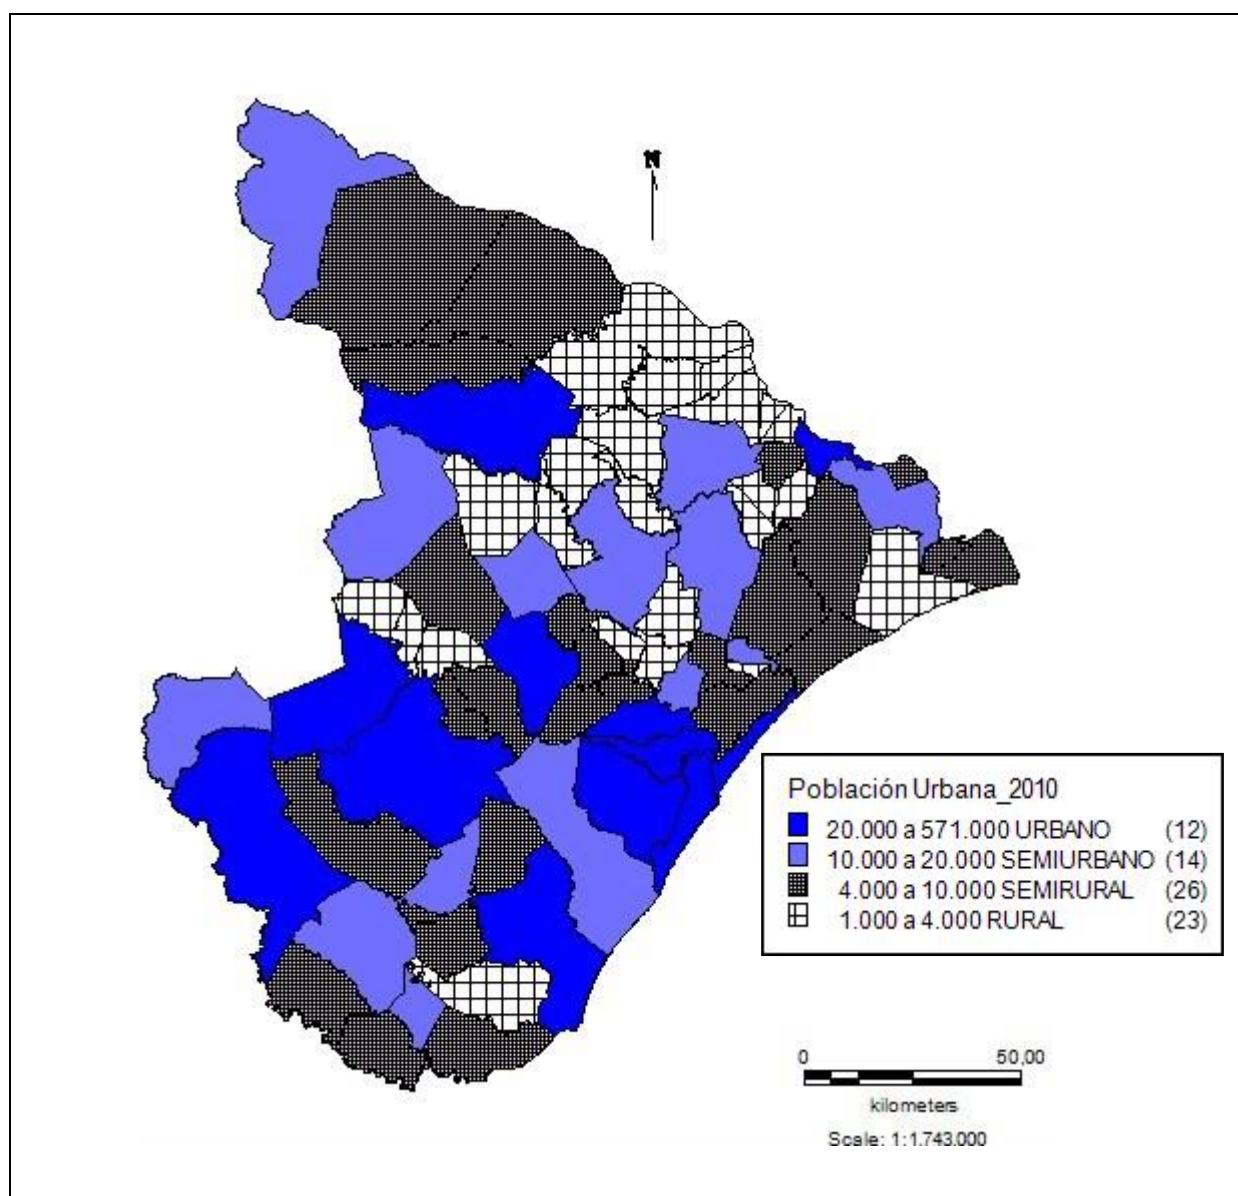 N
Población Urbana_2010
20.000 a 571.000 URBANO (12)
10.000 a 20.000 SEMIURBANO (14)
4.000 a 10.000 SEMIRURAL (26)
1.000 a 4.000 RURAL (23)
0 50,00
kilometers
Scale: 1:1.743.000